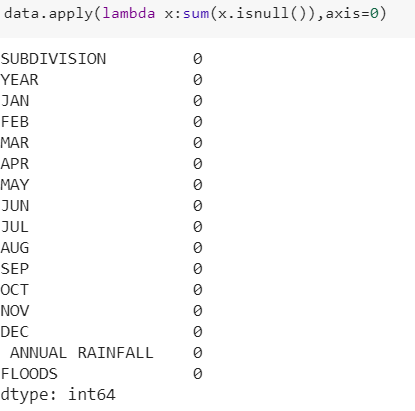 data.apply(lambda x:sum(x.isnull()),axis=0)
SUBDIVISION 0
YEAR 0
JAN 0
FEB 0
MAR 0
APR 0
MAY 0
JUN 0
JUL 0
AUG 0
SEP 0
OCT 0
NOV 0
DEC 0
 ANNUAL RAINFALL 0
FLOODS 0
dtype: int64